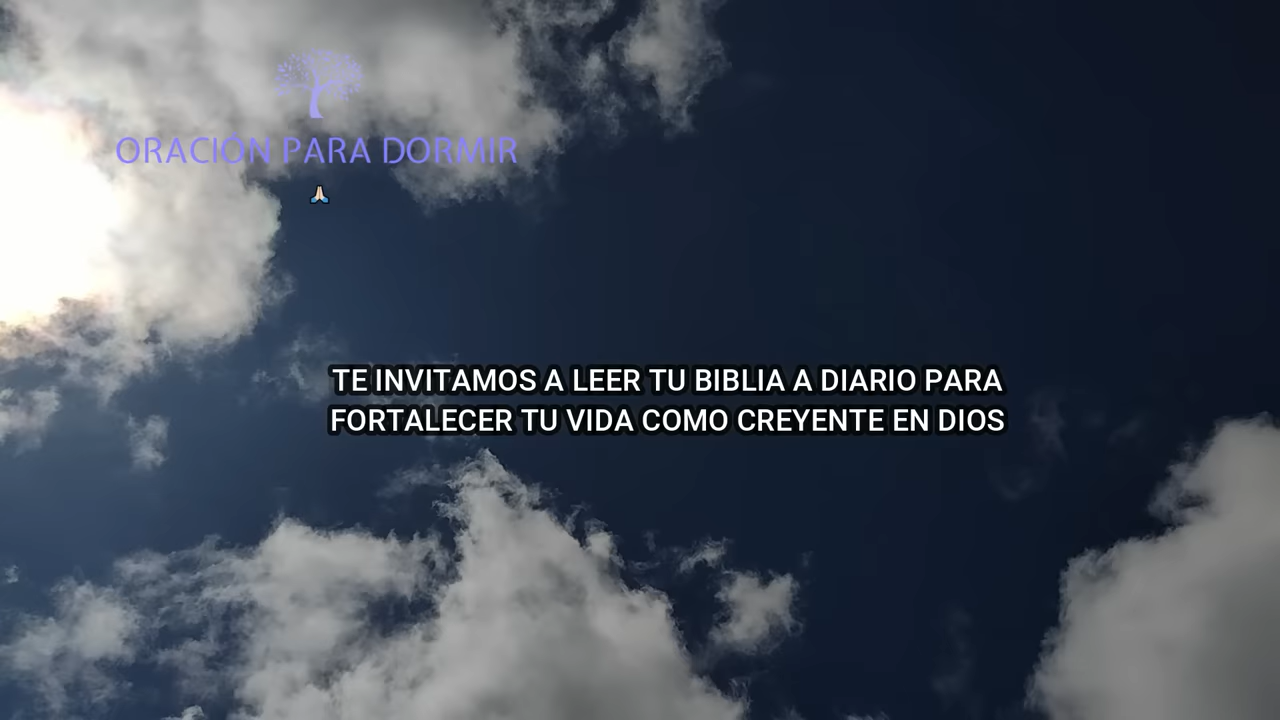 ORACIÓN PARA DORMIR
🙏🏻
TE INVITAMOS A LEER TU BIBLIA A DIARIO PARA
FORTALECER TU VIDA COMO CREYENTE EN DIOS